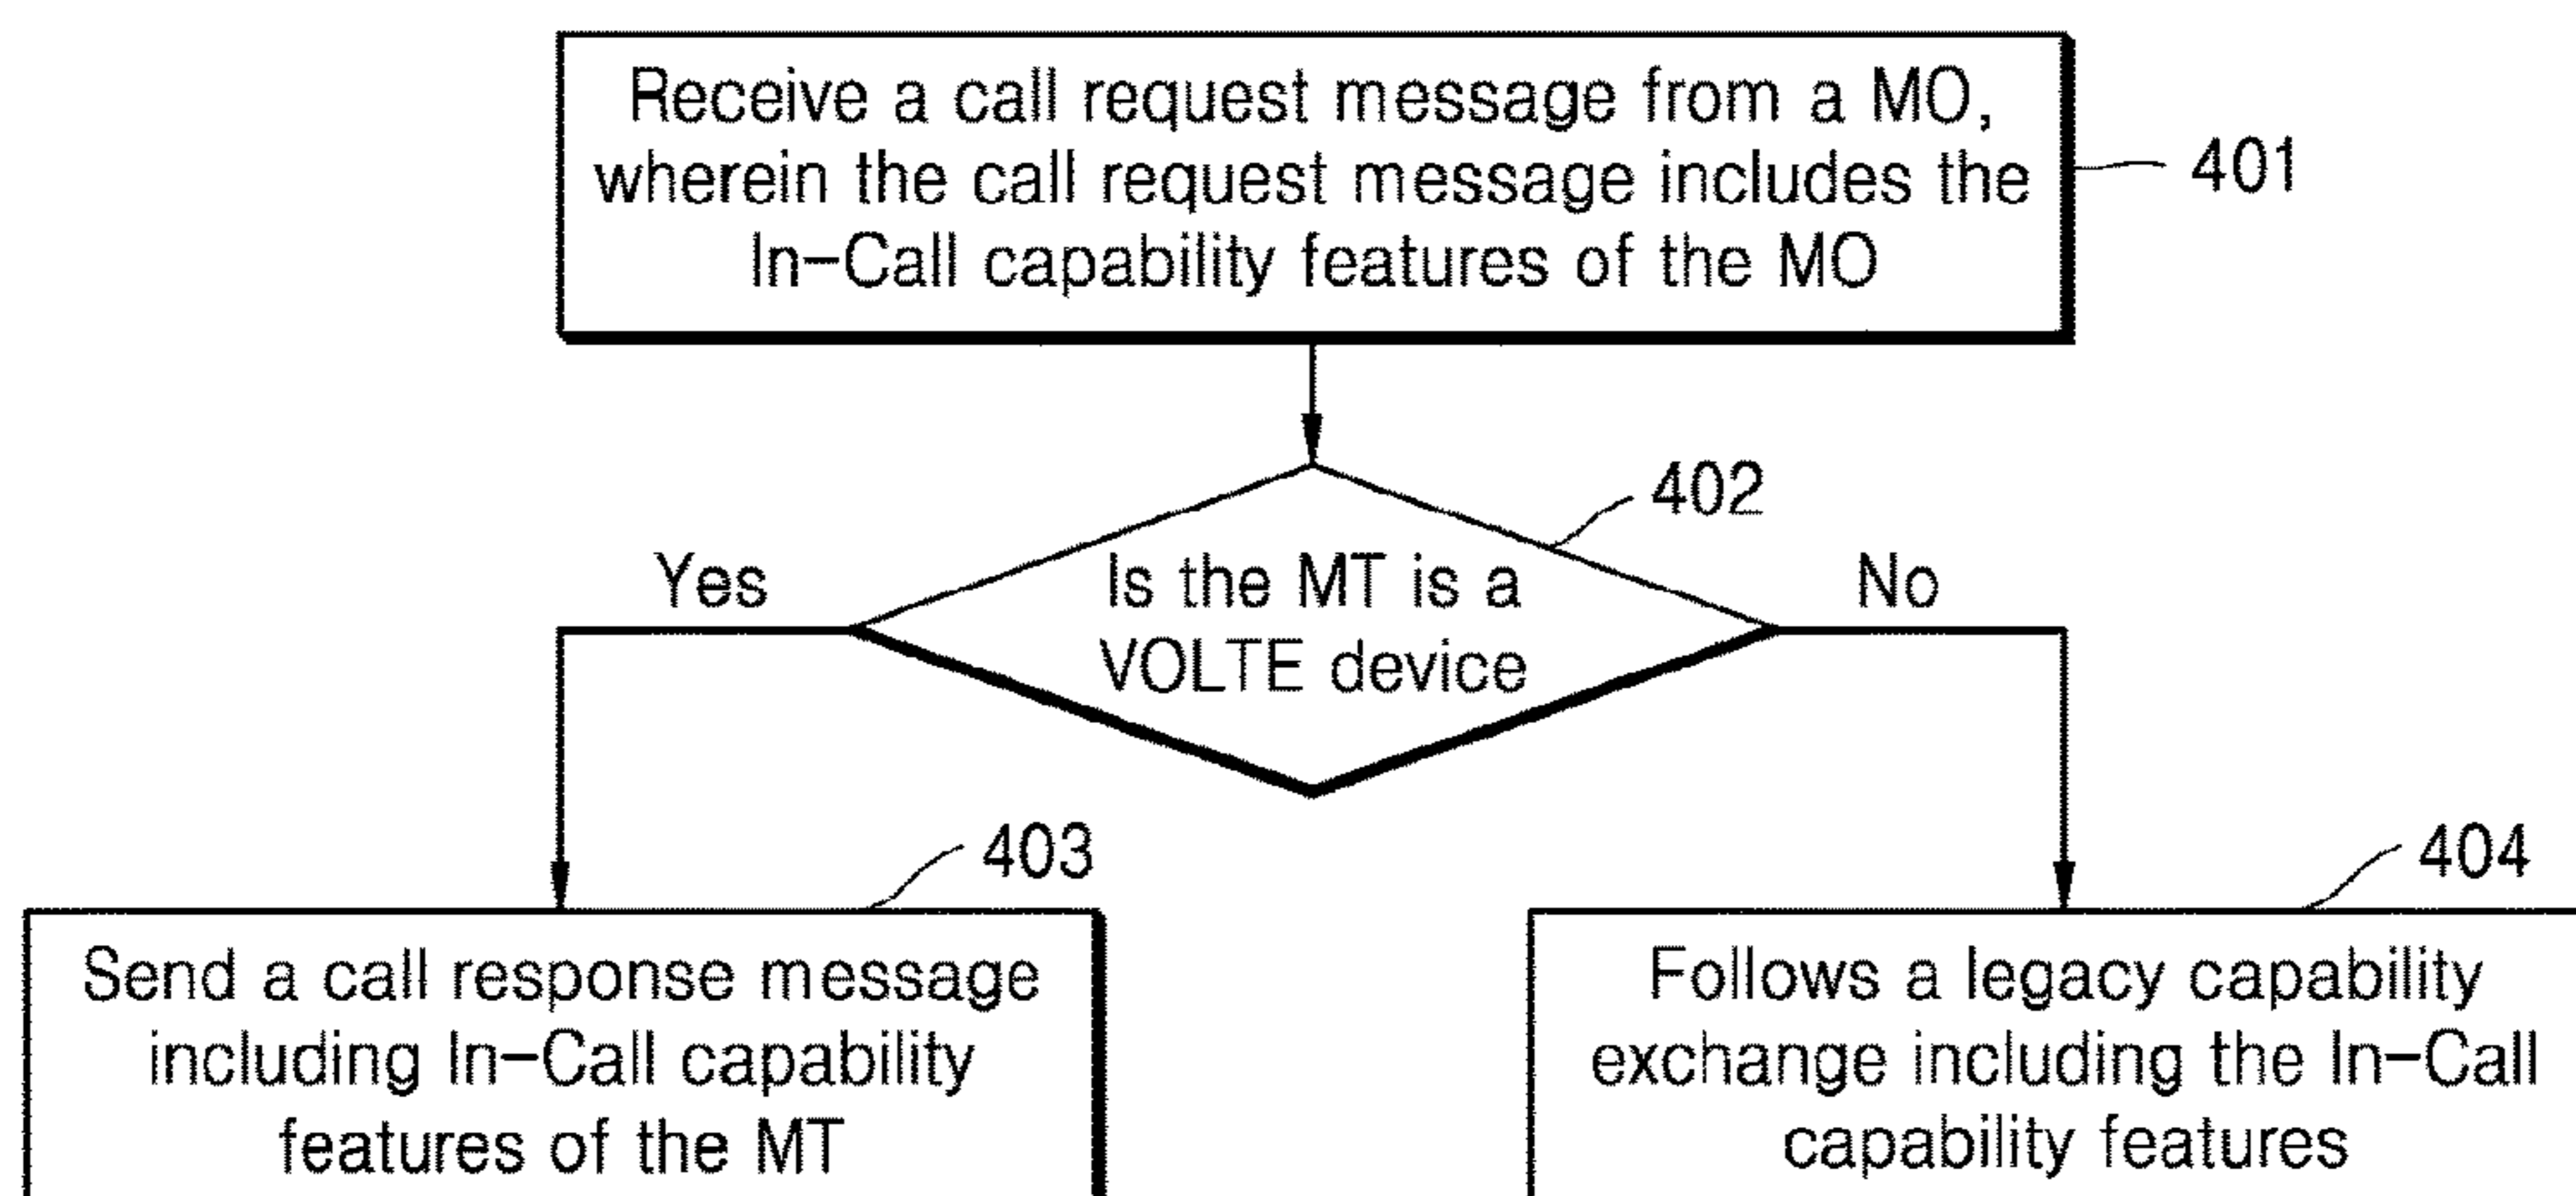 Receive a call request message from a MO,
wherein the call request message includes the
In-Call capability features of the MO
401
402
Yes
Is the MT is a
VOLTE device
No
403
Send a call response message
including In-Call capability
features of the MT
404
Follows a legacy capability
exchange including the In-Call
capability features